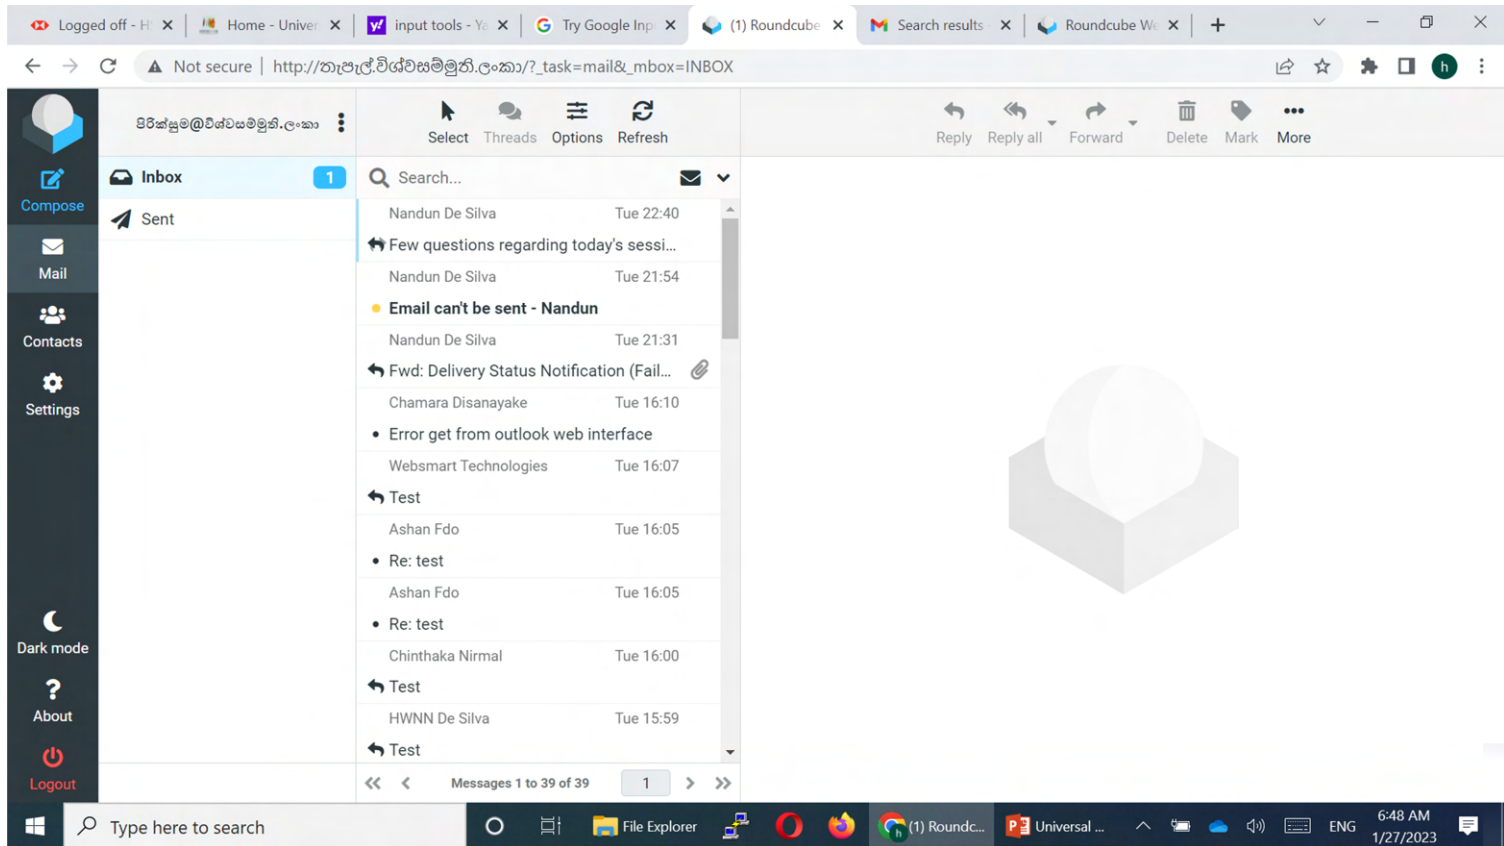 Logged off - H
Home - Univer
input tools - Ya
Try Google Inp
(1) Roundcube
Search results
Roundcube We
Not secure
http://තැපැල්.විශ්වසම්මුති.ලංකා/?_task=mail&_mbox=INBOX
h
පිරික්සුම@විශ්වසම්මුති.ලංකා
Select
Threads
Options
Refresh
Reply
Reply all
Forward
Delete
Mark
More
Compose
Mail
Contacts
Settings
Dark mode
About
Logout
Inbox 1
Sent
Search...
Nandun De Silva Tue 22:40
Few questions regarding today's sessi...
Nandun De Silva Tue 21:54
Email can't be sent - Nandun
Nandun De Silva Tue 21:31
Fwd: Delivery Status Notification (Fail...
Chamara Disanayake Tue 16:10
Error get from outlook web interface
Websmart Technologies Tue 16:07
Test
Ashan Fdo Tue 16:05
Re: test
Ashan Fdo Tue 16:05
Re: test
Chinthaka Nirmal Tue 16:00
Test
HWNN De Silva Tue 15:59
Test
Messages 1 to 39 of 39 1
Type here to search
File Explorer
(1) Roundc...
Universal ...
ENG
6:48 AM
1/27/2023